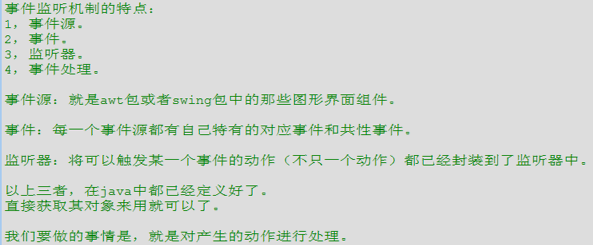 事件监听机制的特点：
1，事件源。
2，事件。
3，监听器。
4，事件处理。
事件源：就是awt包或者swing包中的那些图形界面组件。
事件：每一个事件源都有自己特有的对应事件和共性事件。
监听器：将可以触发某一个事件的动作（不只一个动作）都已经封装到了监听器中。
以上三者，在java中都已经定义好了。
直接获取其对象来用就可以了。
我们要做的事情是，就是对产生的动作进行处理。